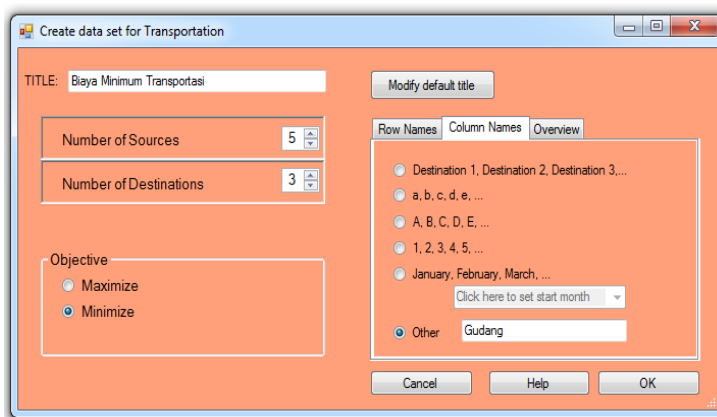 Create data set for Transportation
TITLE: Biaya Minimum Transportasi
Modify default title
Number of Sources 5
Number of Destinations 3
Objective
Maximize
Minimize
Row Names Column Names Overview
Destination 1, Destination 2, Destination 3,...
a, b, c, d, e, ...
A, B, C, D, E, ...
1, 2, 3, 4, 5, ...
January, February, March, ...
Click here to set start month
Other Gudang
Cancel Help OK